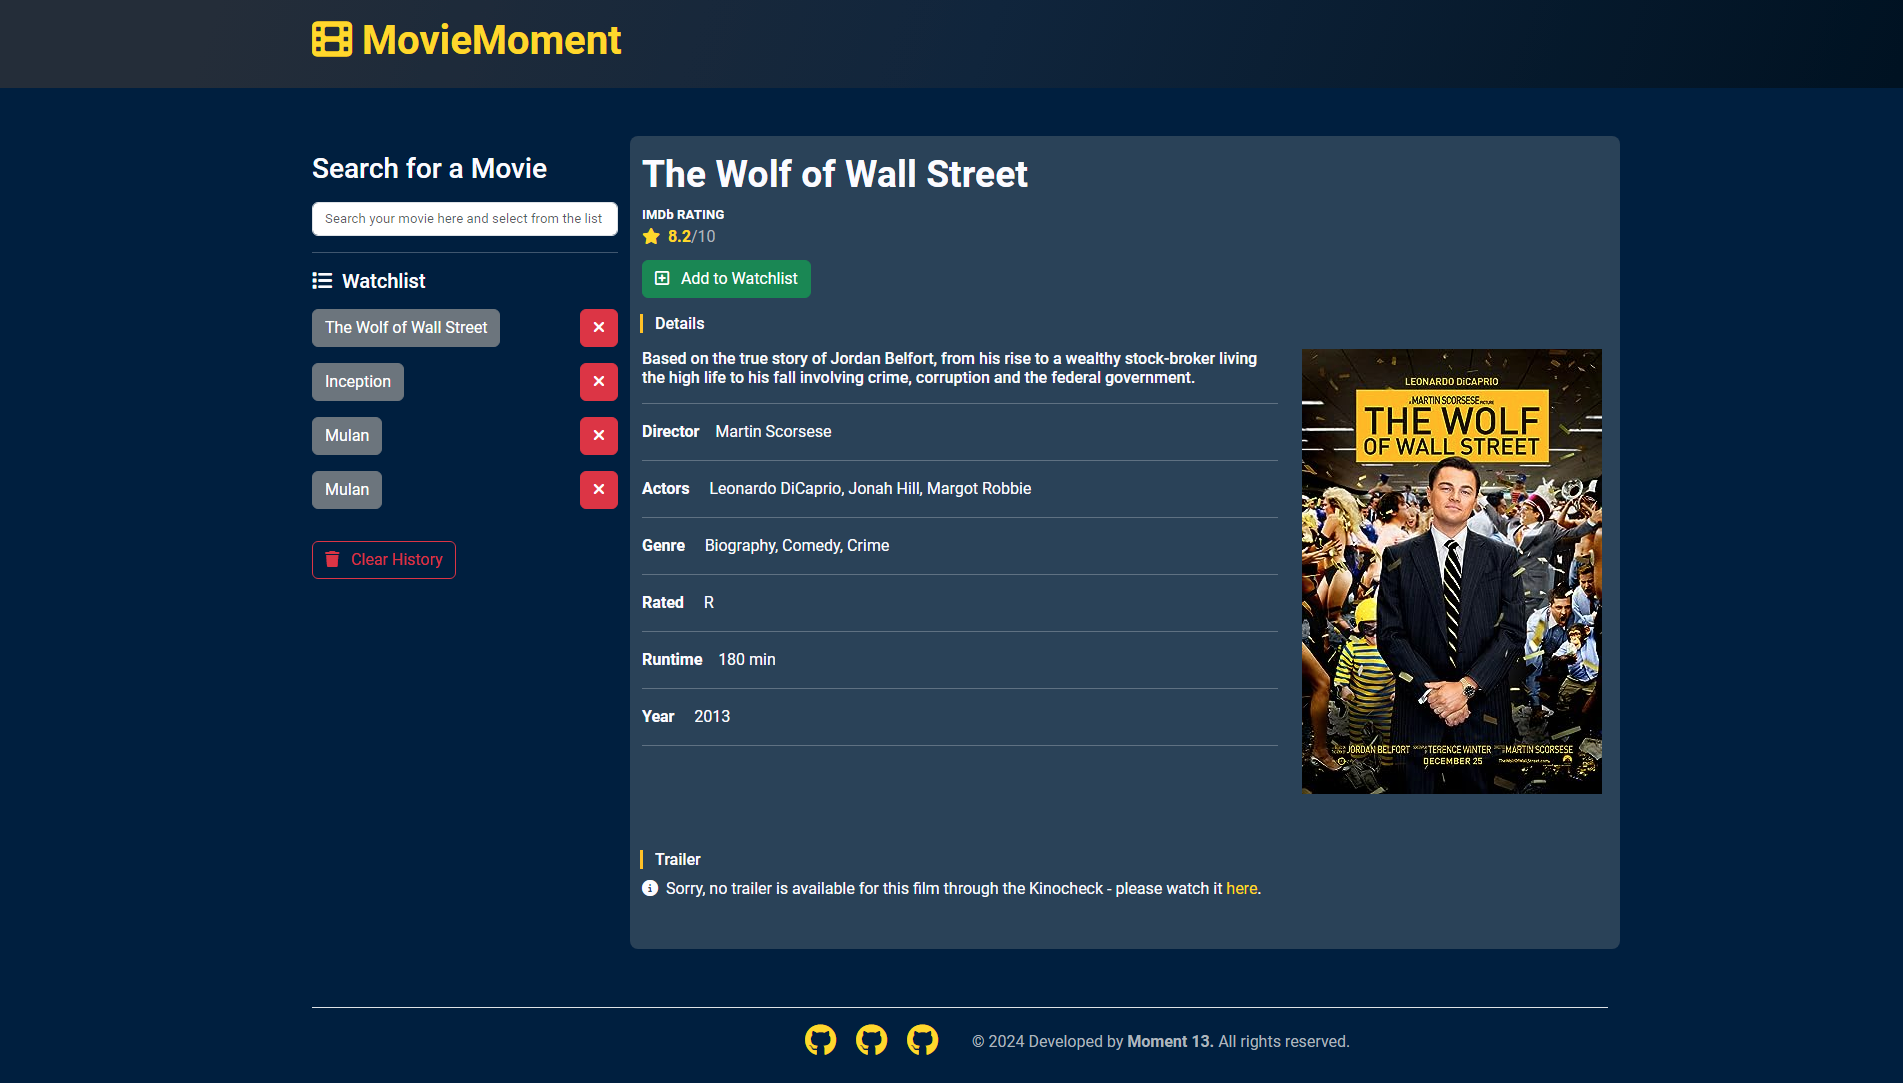 MovieMoment
Search for a Movie
Search your movie here and select from the list
Watchlist
The Wolf of Wall Street
Inception
Mulan
Mulan
Clear History
The Wolf of Wall Street
IMDb RATING
8.2/10
Add to Watchlist
Details
Based on the true story of Jordan Belfort, from his rise to a wealthy stock-broker living
the high life to his fall involving crime, corruption and the federal government.
Director Martin Scorsese
Actors Leonardo DiCaprio, Jonah Hill, Margot Robbie
Genre Biography, Comedy, Crime
Rated R
Runtime 180 min
Year 2013
LEONARDO DiCAPRIO
A MARTIN SCORSESE PICTURE
THE WOLF
OF WALL STREET
JORDAN BELFORT TERENCE WINTER MARTIN SCORSESE
DECEMBER 25
Trailer
Sorry, no trailer is available for this film through the Kinocheck - please watch it here.
© 2024 Developed by Moment 13. All rights reserved.